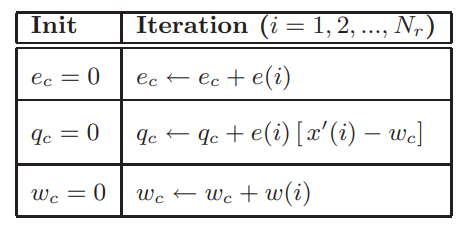 Init Iteration (i = 1, 2, ..., N_r)
e_c = 0 e_c ← e_c + e(i)
q_c = 0 q_c ← q_c + e(i) [x′(i) − w_c]
w_c = 0 w_c ← w_c + w(i)